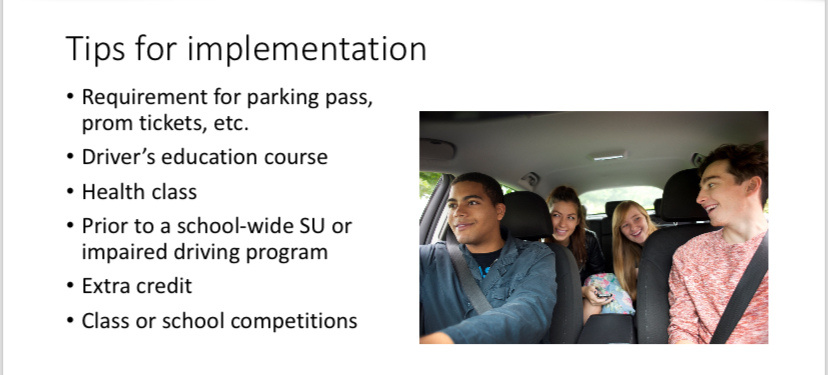 Tips for implementation
• Requirement for parking pass,
prom tickets, etc.
• Driver’s education course
• Health class
• Prior to a school-wide SU or
impaired driving program
• Extra credit
• Class or school competitions